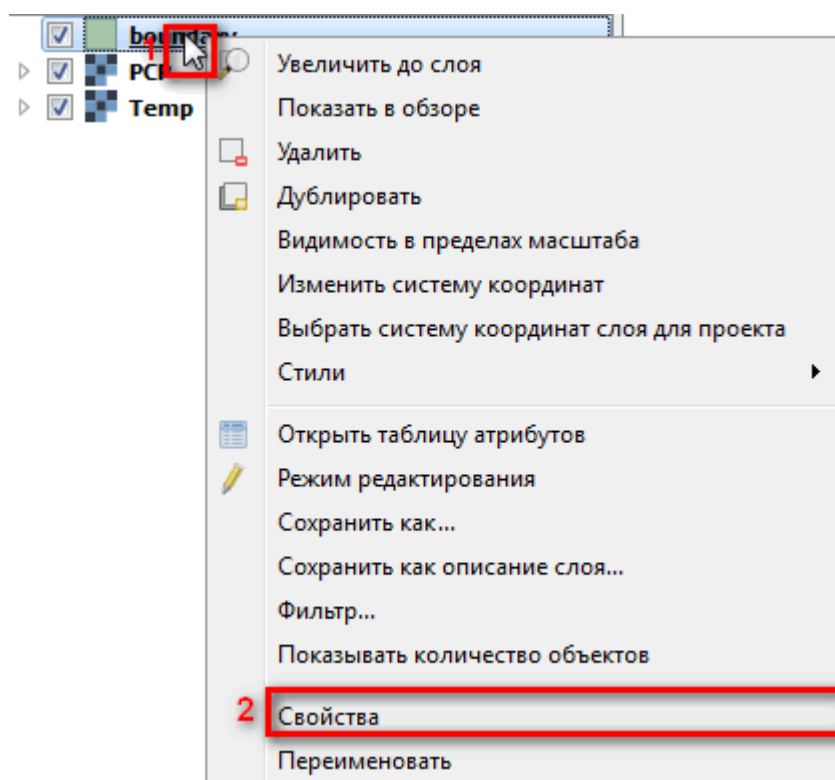 boundary
1
PCP
Temp
Увеличить до слоя
Показать в обзоре
Удалить
Дублировать
Видимость в пределах масштаба
Изменить систему координат
Выбрать систему координат слоя для проекта
Стили
Открыть таблицу атрибутов
Режим редактирования
Сохранить как...
Сохранить как описание слоя...
Фильтр...
Показывать количество объектов
2 Свойства
Переименовать